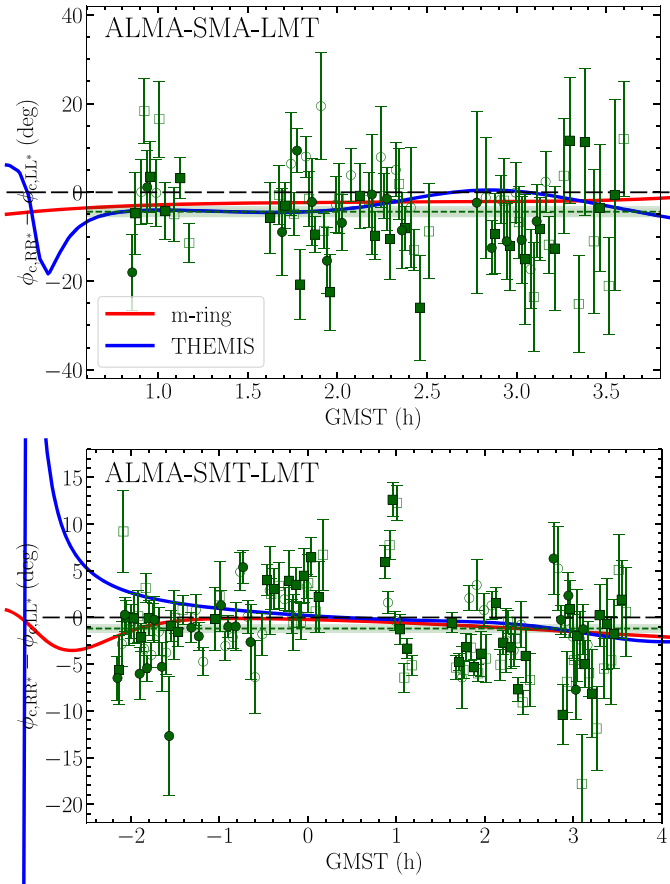 ALMA-SMA-LMT
40
20
0
−20
−40
ϕc,RR* − ϕc,LL* (deg)
m-ring
THEMIS
1.0 1.5 2.0 2.5 3.0 3.5
GMST (h)
ALMA-SMT-LMT
15
10
5
0
−5
−10
−15
−20
ϕc,RR* − ϕc,LL* (deg)
−2 −1 0 1 2 3 4
GMST (h)